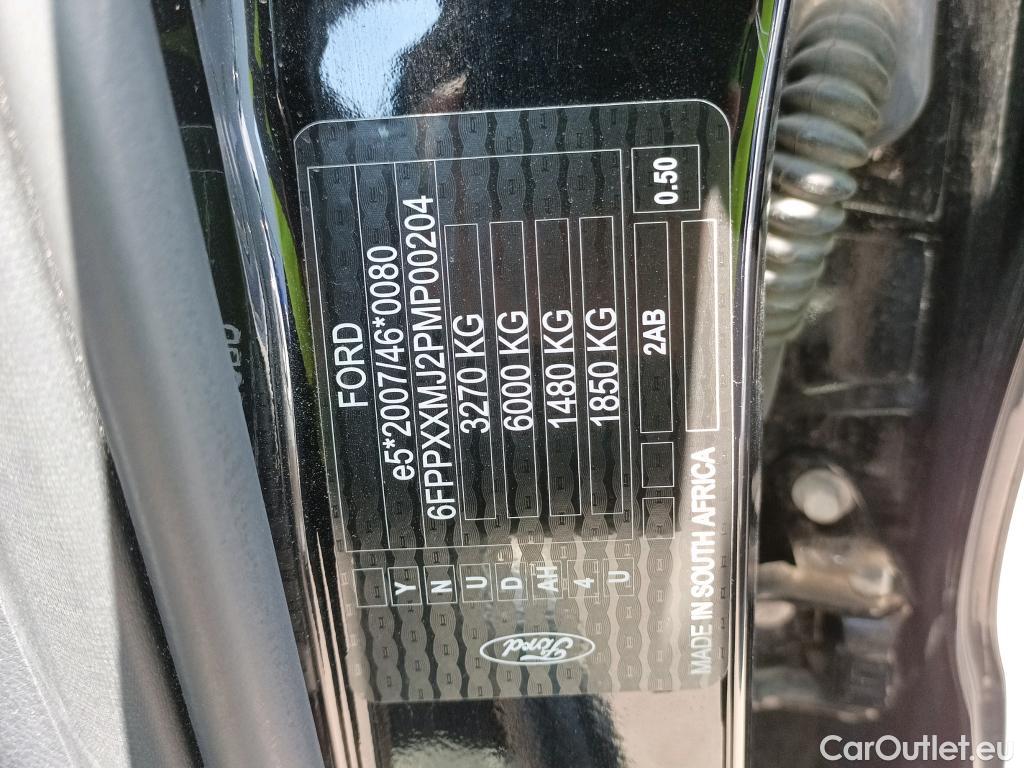 FORD
e5*2007/46*0080
6FPPXXMJ2PMP00204
3270 KG
6000 KG
1480 KG
1850 KG
2AB
0.50
Y
N
U
D
AH
4
U
Ford
MADE IN SOUTH AFRICA
CarOutlet.eu